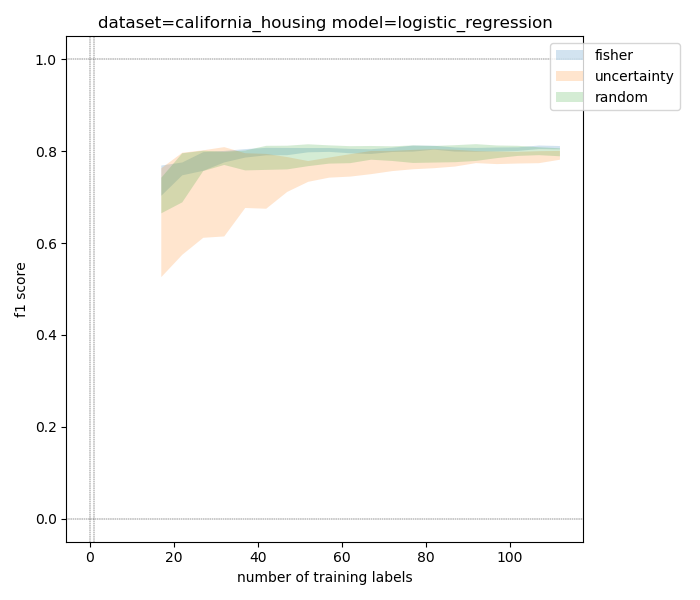 dataset=california_housing model=logistic_regression
fisher
uncertainty
random
f1 score
1.0
0.8
0.6
0.4
0.2
0.0
0 20 40 60 80 100
number of training labels